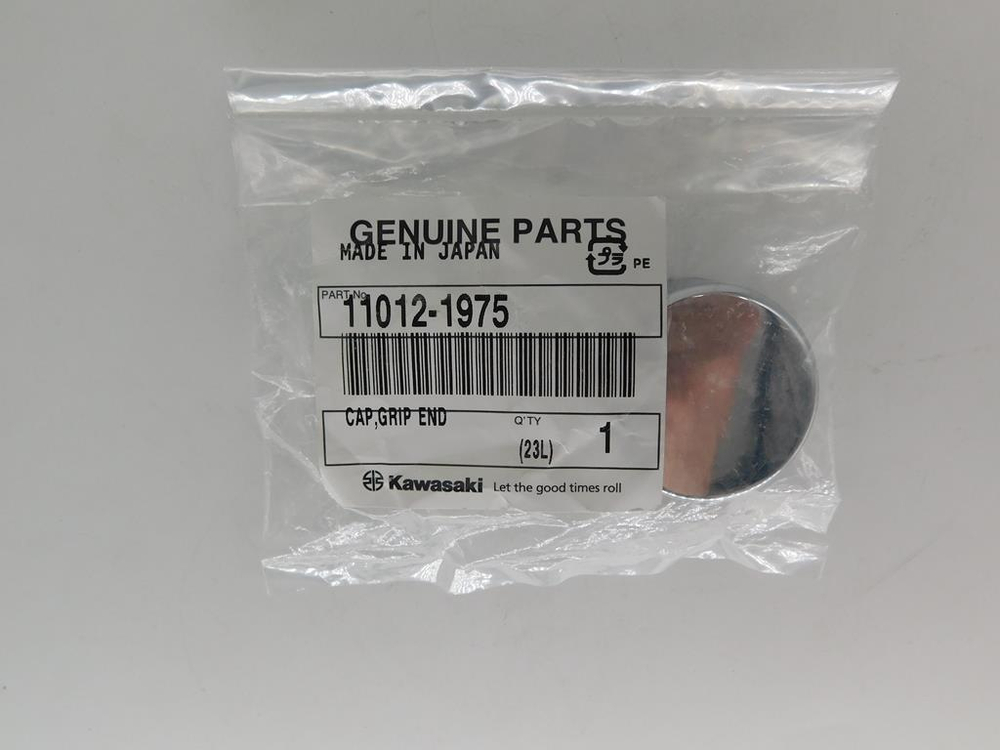 GENUINE PARTS
MADE IN JAPAN
プラ PE
PART No.
11012-1975
CAP,GRIP END
Q'TY
(23L) 1
Kawasaki Let the good times roll